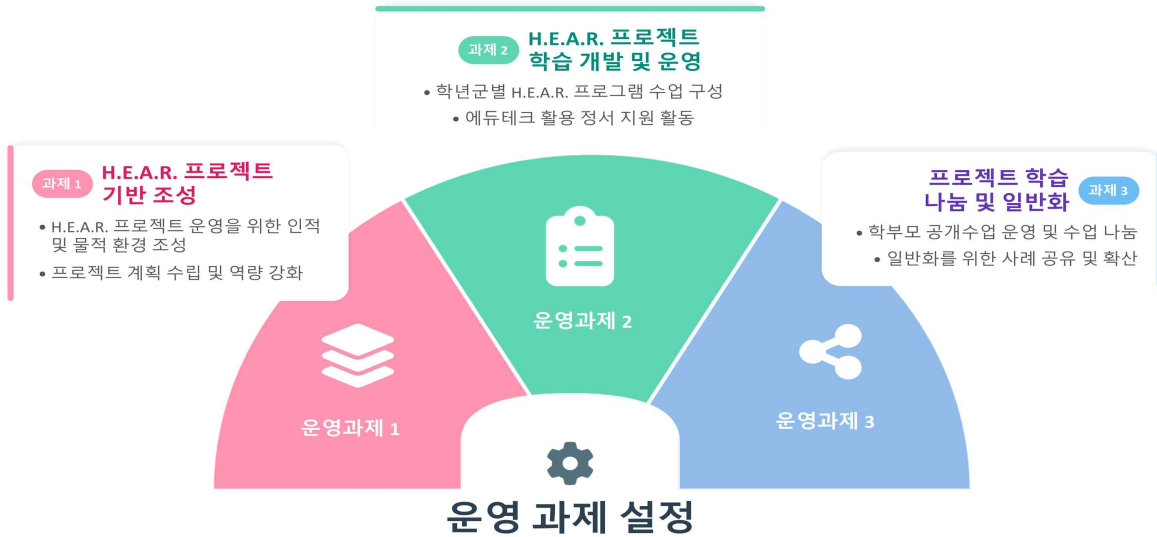 과제 2
H.E.A.R. 프로젝트
학습 개발 및 운영
• 학년군별 H.E.A.R. 프로그램 수업 구성
• 에듀테크 활용 정서 지원 활동
과제 1
H.E.A.R. 프로젝트
기반 조성
• H.E.A.R. 프로젝트 운영을 위한 인적
및 물적 환경 조성
• 프로젝트 계획 수립 및 역량 강화
프로젝트 학습
나눔 및 일반화
과제 3
• 학부모 공개수업 운영 및 수업 나눔
• 일반화를 위한 사례 공유 및 확산
운영과제 1
운영과제 2
운영과제 3
운영 과제 설정